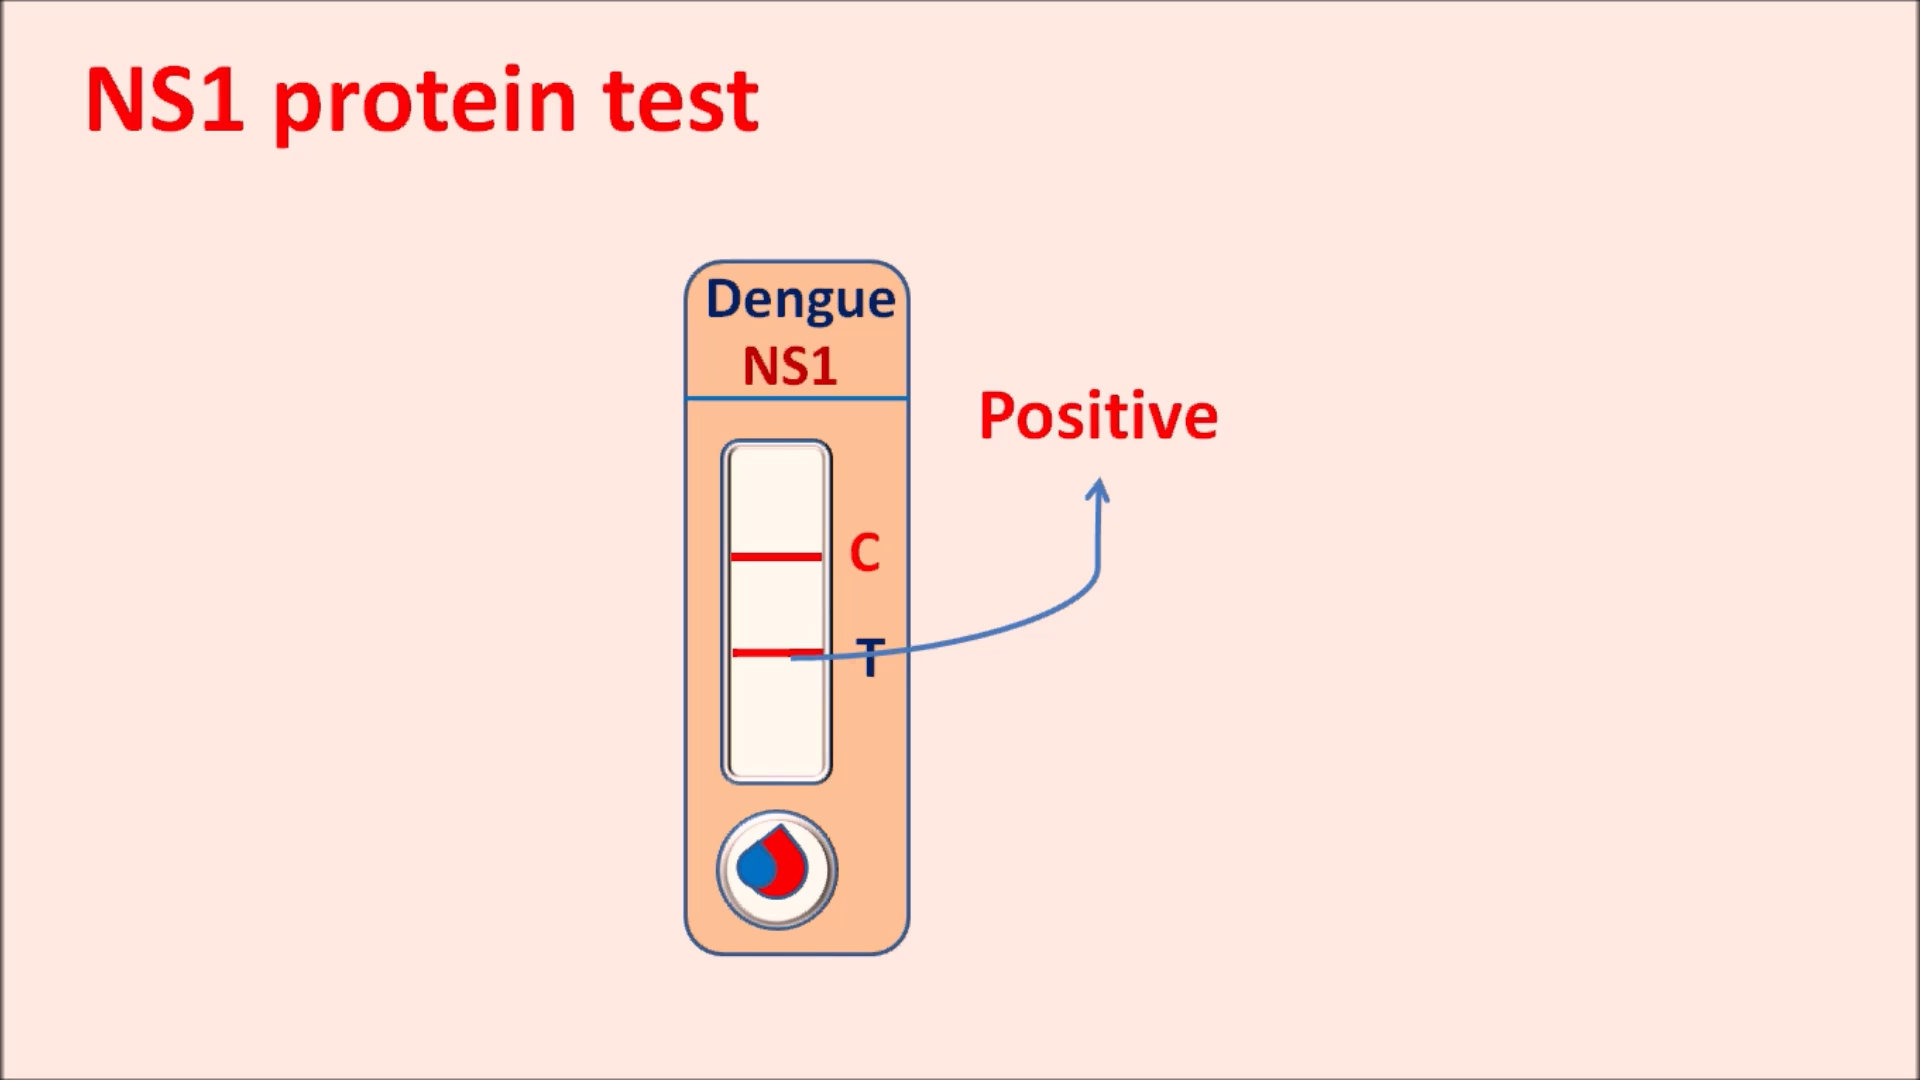 NS1 protein test
Dengue
NS1
Positive
C
T